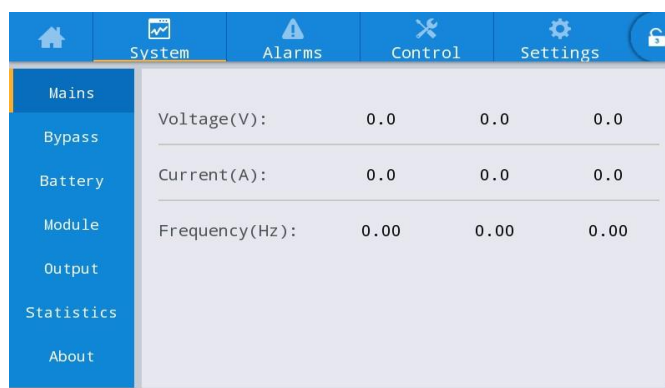 System Alarms Control Settings
Mains
Bypass
Battery
Module
Output
Statistics
About
Voltage(V): 0.0 0.0 0.0
Current(A): 0.0 0.0 0.0
Frequency(Hz): 0.00 0.00 0.00